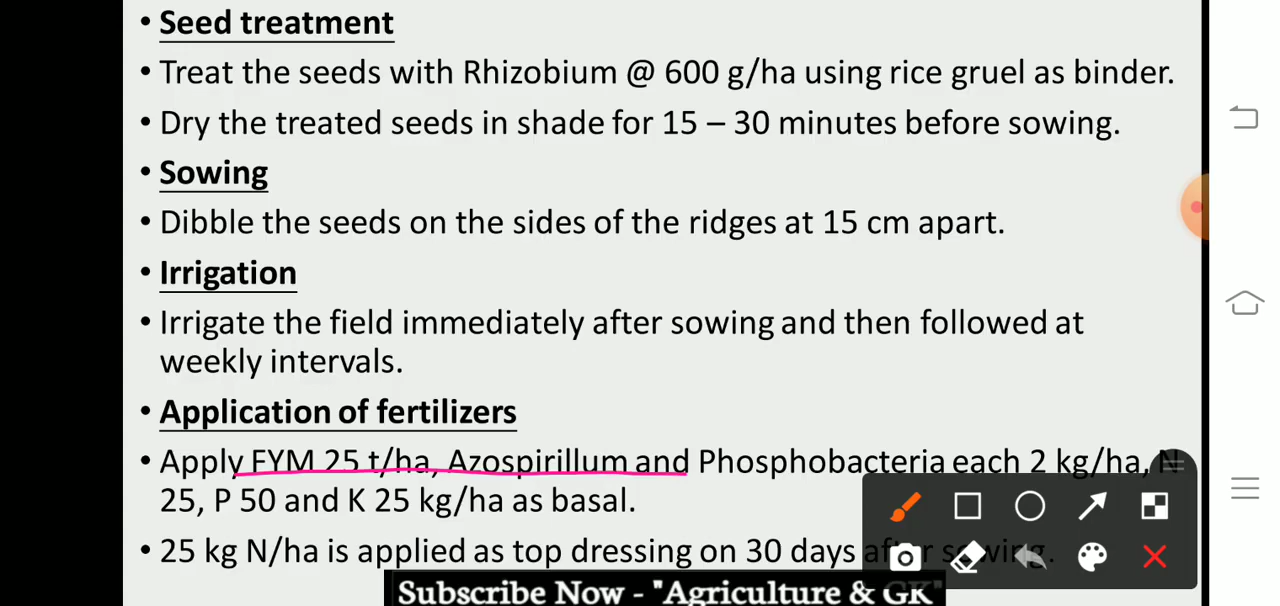 • Seed treatment
• Treat the seeds with Rhizobium @ 600 g/ha using rice gruel as binder.
• Dry the treated seeds in shade for 15 – 30 minutes before sowing.
• Sowing
• Dibble the seeds on the sides of the ridges at 15 cm apart.
• Irrigation
• Irrigate the field immediately after sowing and then followed at
weekly intervals.
• Application of fertilizers
• Apply FYM 25 t/ha, Azospirillum and Phosphobacteria each 2 kg/ha, N
25, P 50 and K 25 kg/ha as basal.
• 25 kg N/ha is applied as top dressing on 30 days after sowing.
Subscribe Now - "Agriculture & GK"